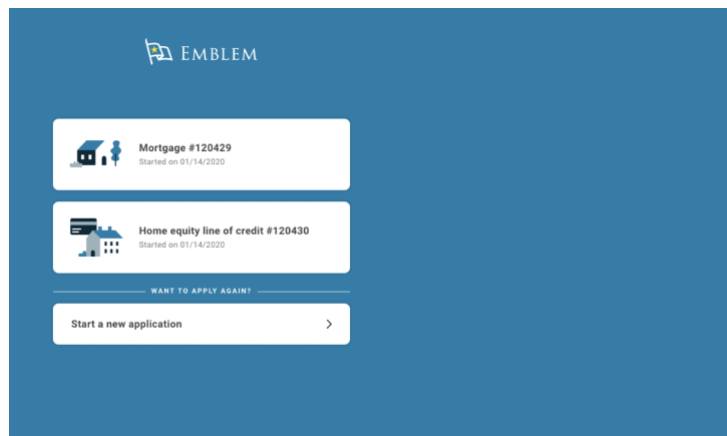 EMBLEM
Mortgage #120429
Started on 01/14/2020
Home equity line of credit #120430
Started on 01/14/2020
WANT TO APPLY AGAIN?
Start a new application